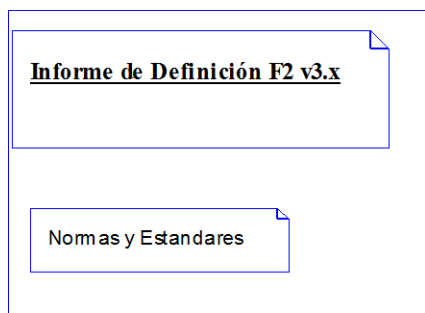 Informe de Definición F2 v3.x
Normas y Estandares